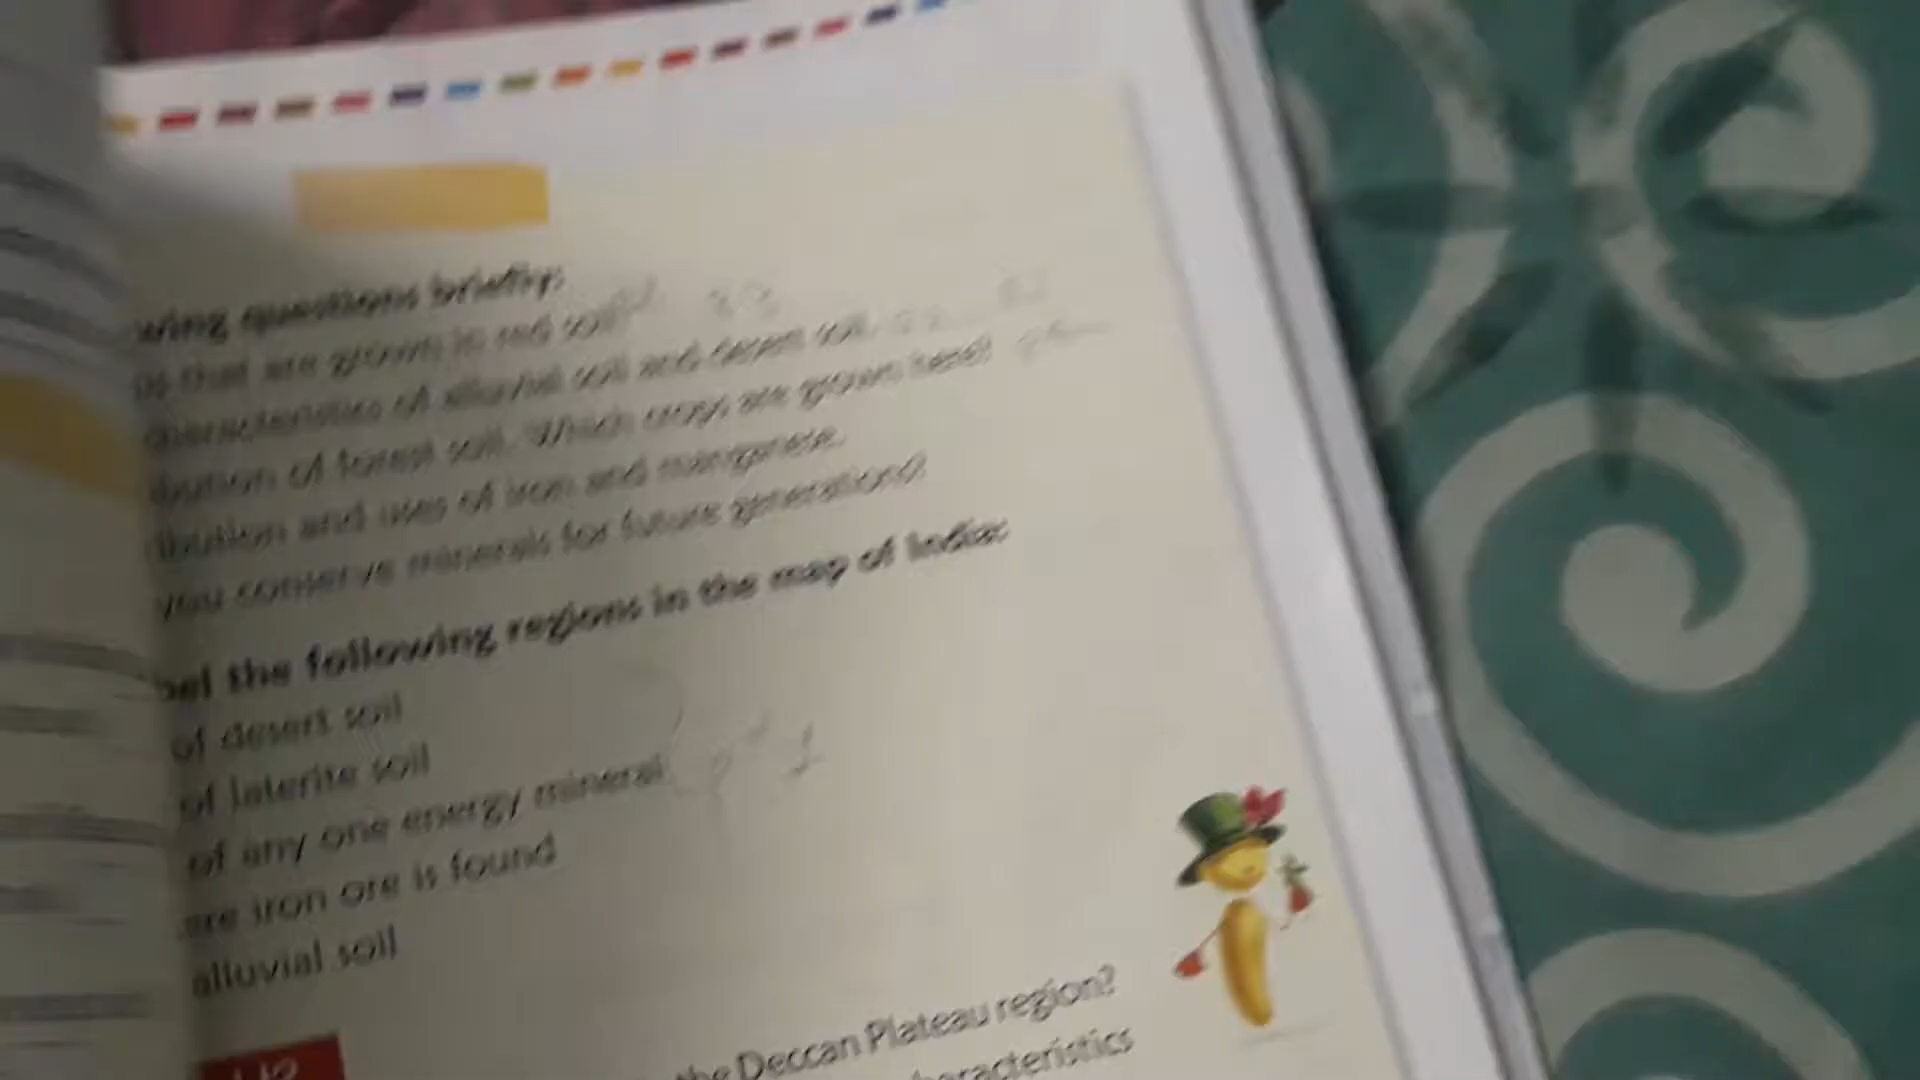 wing questions briefly:
that are grown in red soil
characteristics of alluvial soil and desert soil.
bution of forest soil. Which crops are grown here?
ibution and uses of iron and manganese.
you conserve minerals for future generations?
bel the following regions in the map of India:
of desert soil
of laterite soil
of any one energy mineral
ere iron ore is found
alluvial soil
the Deccan Plateau region?
haracteristics